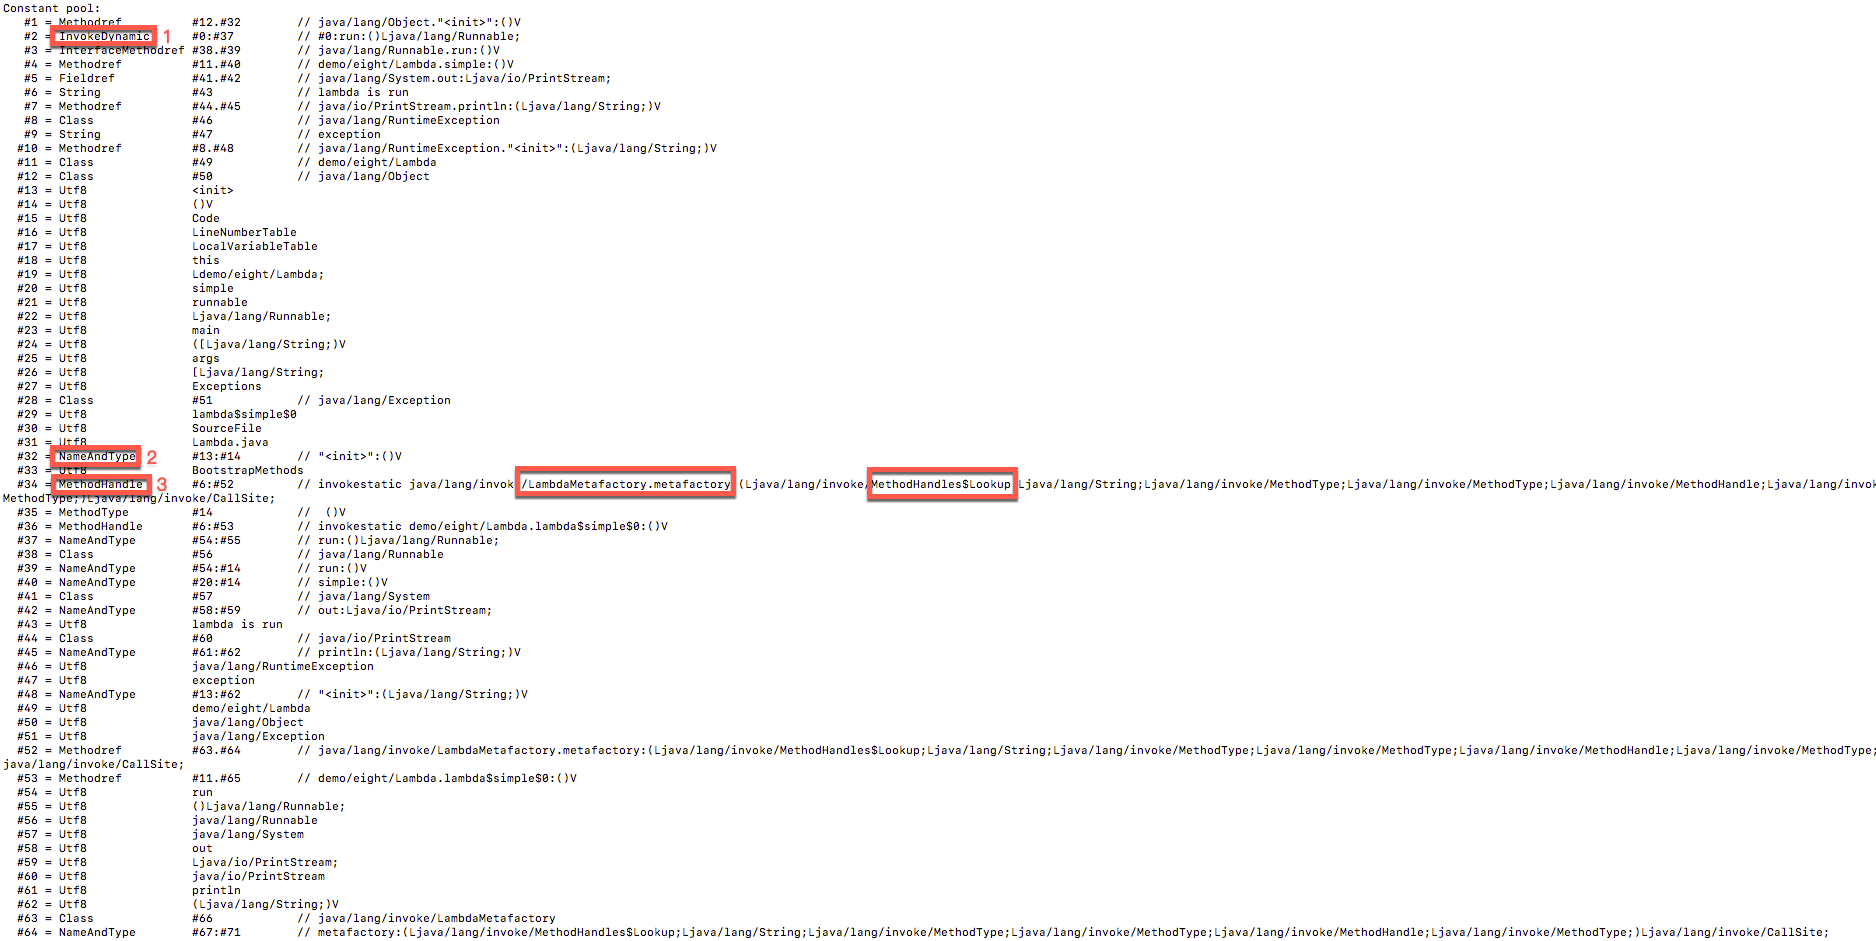 Constant pool:
#1 = Methodref #12.#32 // java/lang/Object."<init>":()V
#2 = InvokeDynamic #0:#37 // #0:run:()Ljava/lang/Runnable; 1
#3 = InterfaceMethodref #38.#39 // java/lang/Runnable.run:()V
#4 = Methodref #11.#40 // demo/eight/Lambda.simple:()V
#5 = Fieldref #41.#42 // java/lang/System.out:Ljava/io/PrintStream;
#6 = String #43 // lambda is run
#7 = Methodref #44.#45 // java/io/PrintStream.println:(Ljava/lang/String;)V
#8 = Class #46 // java/lang/RuntimeException
#9 = String #47 // exception
#10 = Methodref #8.#48 // java/lang/RuntimeException."<init>":(Ljava/lang/String;)V
#11 = Class #49 // demo/eight/Lambda
#12 = Class #50 // java/lang/Object
#13 = Utf8 <init>
#14 = Utf8 ()V
#15 = Utf8 Code
#16 = Utf8 LineNumberTable
#17 = Utf8 LocalVariableTable
#18 = Utf8 this
#19 = Utf8 Ldemo/eight/Lambda;
#20 = Utf8 simple
#21 = Utf8 runnable
#22 = Utf8 Ljava/lang/Runnable;
#23 = Utf8 main
#24 = Utf8 ([Ljava/lang/String;)V
#25 = Utf8 args
#26 = Utf8 [Ljava/lang/String;
#27 = Utf8 Exceptions
#28 = Class #51 // java/lang/Exception
#29 = Utf8 lambda$simple$0
#30 = Utf8 SourceFile
#31 = Utf8 Lambda.java
#32 = NameAndType 2 #13:#14 // "<init>":()V
#33 = Utf8 BootstrapMethods
#34 = MethodHandle 3 #6:#52 // invokestatic java/lang/invok /LambdaMetafactory.metafactory (Ljava/lang/invoke/MethodHandles$Lookup Ljava/lang/String;Ljava/lang/invoke/MethodType;Ljava/lang/invoke/MethodType;Ljava/lang/invoke/MethodHandle;Ljava/lang/invok
MethodType;)Ljava/lang/invoke/CallSite;
#35 = MethodType #14 // ()V
#36 = MethodHandle #6:#53 // invokestatic demo/eight/Lambda.lambda$simple$0:()V
#37 = NameAndType #54:#55 // run:()Ljava/lang/Runnable;
#38 = Class #56 // java/lang/Runnable
#39 = NameAndType #54:#14 // run:()V
#40 = NameAndType #20:#14 // simple:()V
#41 = Class #57 // java/lang/System
#42 = NameAndType #58:#59 // out:Ljava/io/PrintStream;
#43 = Utf8 lambda is run
#44 = Class #60 // java/io/PrintStream
#45 = NameAndType #61:#62 // println:(Ljava/lang/String;)V
#46 = Utf8 java/lang/RuntimeException
#47 = Utf8 exception
#48 = NameAndType #13:#62 // "<init>":(Ljava/lang/String;)V
#49 = Utf8 demo/eight/Lambda
#50 = Utf8 java/lang/Object
#51 = Utf8 java/lang/Exception
#52 = Methodref #63.#64 // java/lang/invoke/LambdaMetafactory.metafactory:(Ljava/lang/invoke/MethodHandles$Lookup;Ljava/lang/String;Ljava/lang/invoke/MethodType;Ljava/lang/invoke/MethodType;Ljava/lang/invoke/MethodHandle;Ljava/lang/invoke/MethodType;
java/lang/invoke/CallSite;
#53 = Methodref #11.#65 // demo/eight/Lambda.lambda$simple$0:()V
#54 = Utf8 run
#55 = Utf8 ()Ljava/lang/Runnable;
#56 = Utf8 java/lang/Runnable
#57 = Utf8 java/lang/System
#58 = Utf8 out
#59 = Utf8 Ljava/io/PrintStream;
#60 = Utf8 java/io/PrintStream
#61 = Utf8 println
#62 = Utf8 (Ljava/lang/String;)V
#63 = Class #66 // java/lang/invoke/LambdaMetafactory
#64 = NameAndType #67:#71 // metafactory:(Ljava/lang/invoke/MethodHandles$Lookup;Ljava/lang/String;Ljava/lang/invoke/MethodType;Ljava/lang/invoke/MethodType;Ljava/lang/invoke/MethodHandle;Ljava/lang/invoke/MethodType;)Ljava/lang/invoke/CallSite;